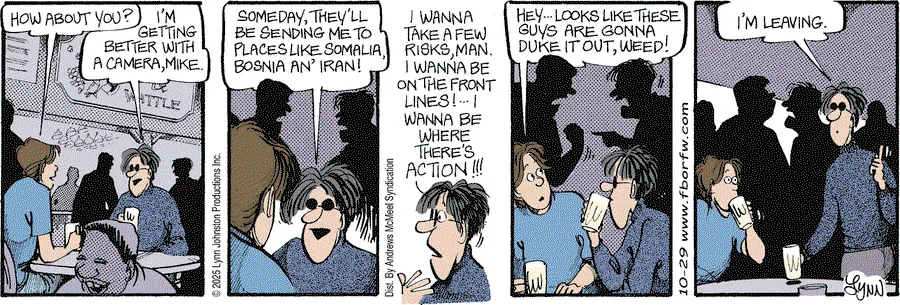 HOW ABOUT YOU?
I'M
GETTING
BETTER WITH
A CAMERA, MIKE.
WATTLE
© 2025 Lynn Johnston Productions Inc.
SOMEDAY, THEY'LL
BE SENDING ME TO
PLACES LIKE SOMALIA,
BOSNIA AN' IRAN!
Dist. By Andrews McMeel Syndication
I WANNA
TAKE A FEW
RISKS, MAN.
I WANNA BE
ON THE FRONT
LINES!... I
WANNA BE
WHERE
THERE'S
ACTION!!!
HEY... LOOKS LIKE THESE
GUYS ARE GONNA
DUKE IT OUT, WEED!
W
W
10-29 www.fborfw.com
I'M LEAVING.
W
W
LYNN